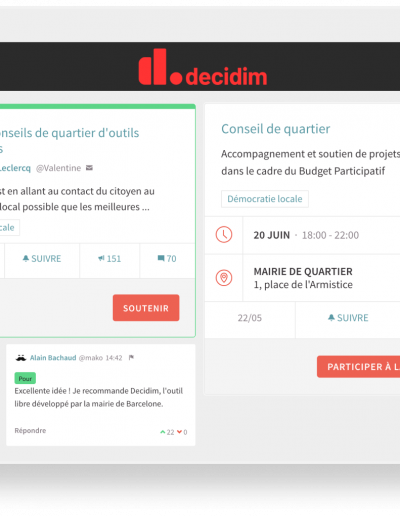 decidim
nseils de quartier d'outils
s
Leclercq @Valentine
st en allant au contact du citoyen au
local possible que les meilleures ...
cale
SUIVRE
151
70
SOUTENIR
Alain Bachaud @mako 14:42
Pour
Excellente idée ! Je recommande Decidim, l'outil
libre développé par la mairie de Barcelone.
Répondre
22 0
Conseil de quartier
Accompagnement et soutien de projets
dans le cadre du Budget Participatif
Démocratie locale
20 JUIN · 18:00 - 22:00
MAIRIE DE QUARTIER
1, place de l'Armistice
22/05
SUIVRE
PARTICIPER À L